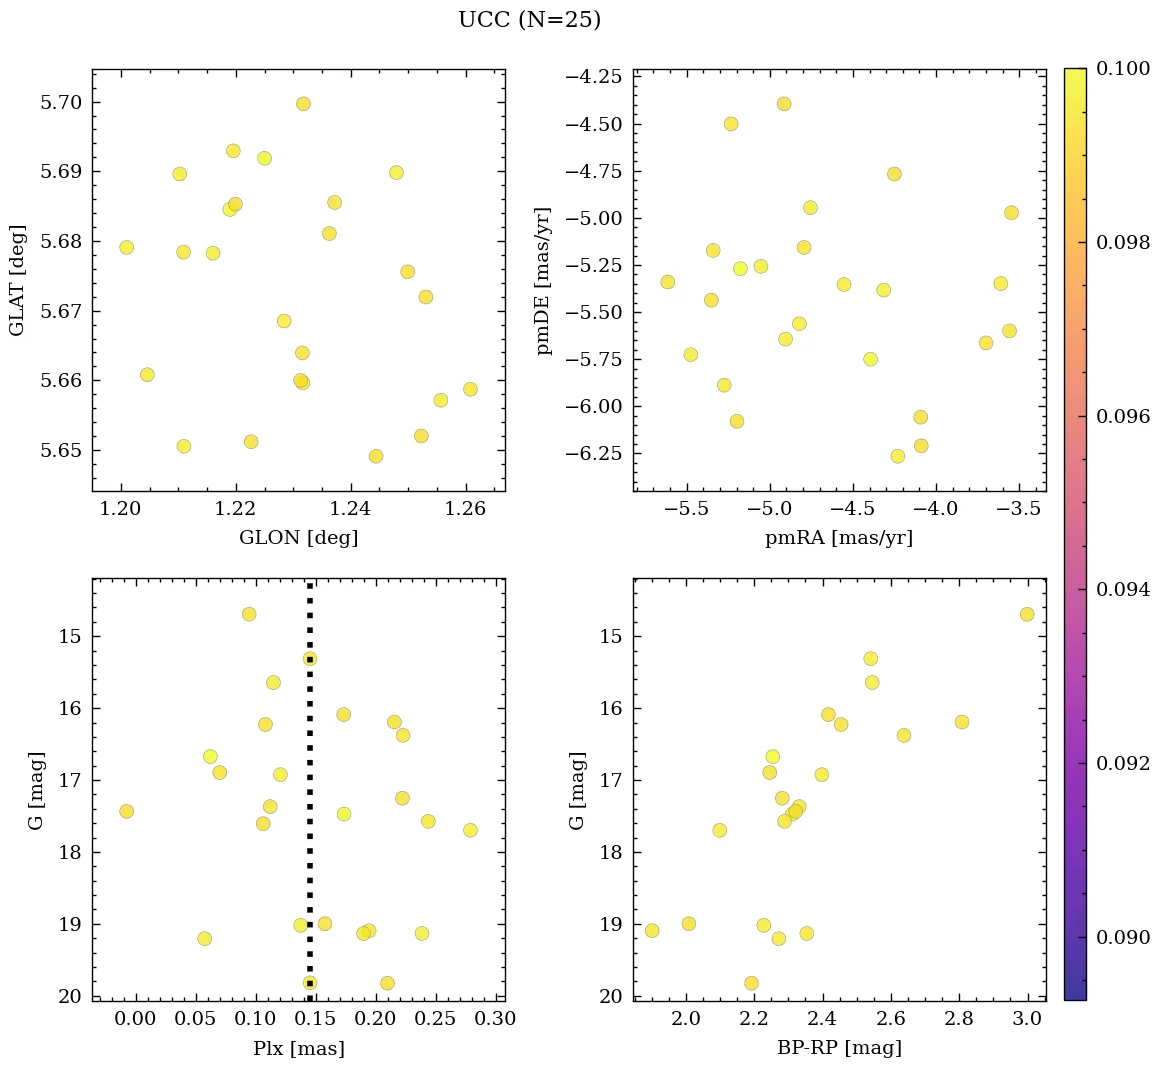 UCC (N=25)
5.70
5.69
5.68
5.67
5.66
5.65
GLAT [deg]
1.20 1.22 1.24 1.26
GLON [deg]
−4.25
−4.50
−4.75
−5.00
−5.25
−5.50
−5.75
−6.00
−6.25
pmDE [mas/yr]
−5.5 −5.0 −4.5 −4.0 −3.5
pmRA [mas/yr]
15
16
17
18
19
20
G [mag]
0.00 0.05 0.10 0.15 0.20 0.25 0.30
Plx [mas]
15
16
17
18
19
20
G [mag]
2.0 2.2 2.4 2.6 2.8 3.0
BP-RP [mag]
0.100
0.098
0.096
0.094
0.092
0.090